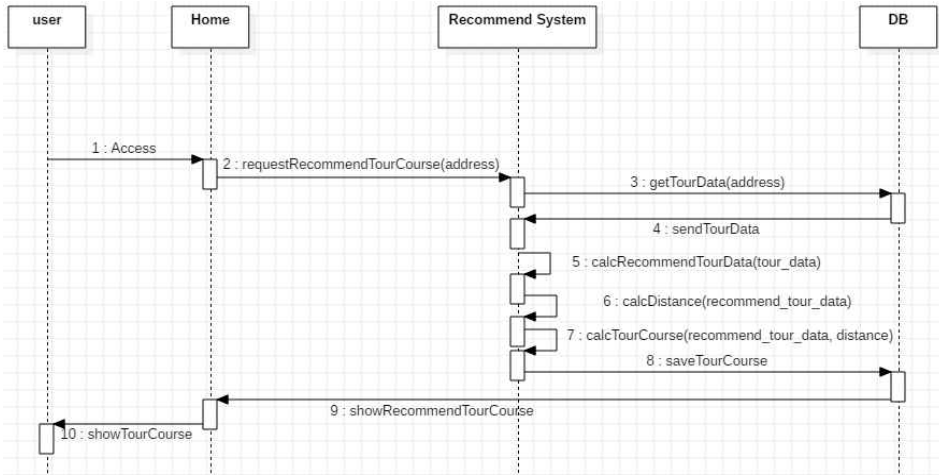 user
Home
Recommend System
DB
1 : Access
2 : requestRecommendTourCourse(address)
3 : getTourData(address)
4 : sendTourData
5 : calcRecommendTourData(tour_data)
6 : calcDistance(recommend_tour_data)
7 : calcTourCourse(recommend_tour_data, distance)
8 : saveTourCourse
9 : showRecommendTourCourse
10 : showTourCourse